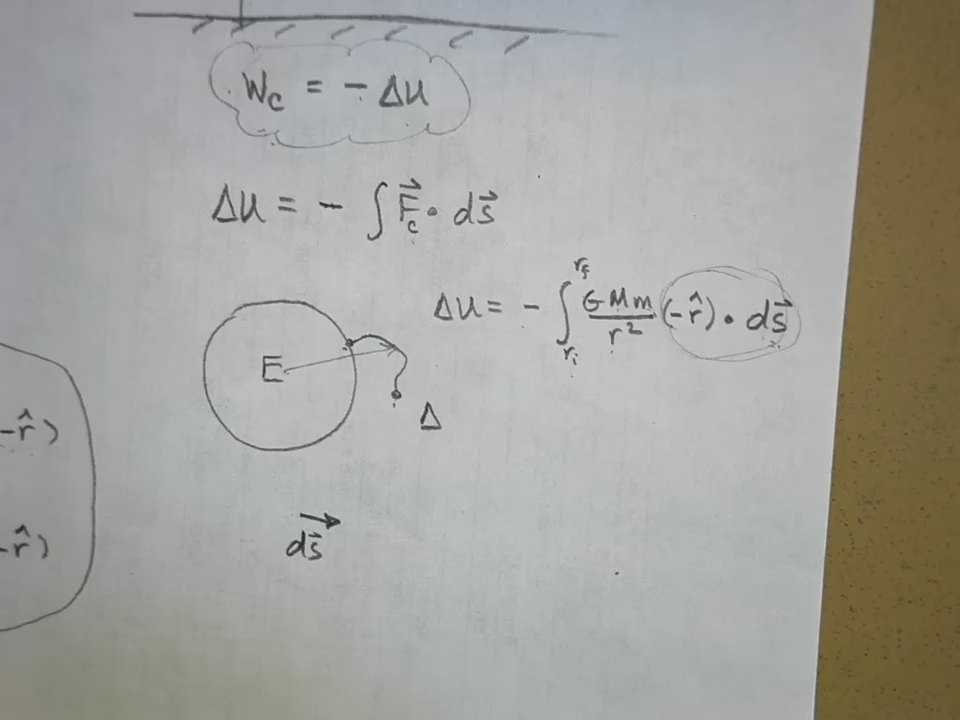 W_c = - ΔU
ΔU = - ∫ F⃗_c · ds⃗
ΔU = - ∫_{r_i}^{r_f} GMm/r² (-r̂) · ds⃗
E
Δ
-r̂)
-r̂)
ds⃗